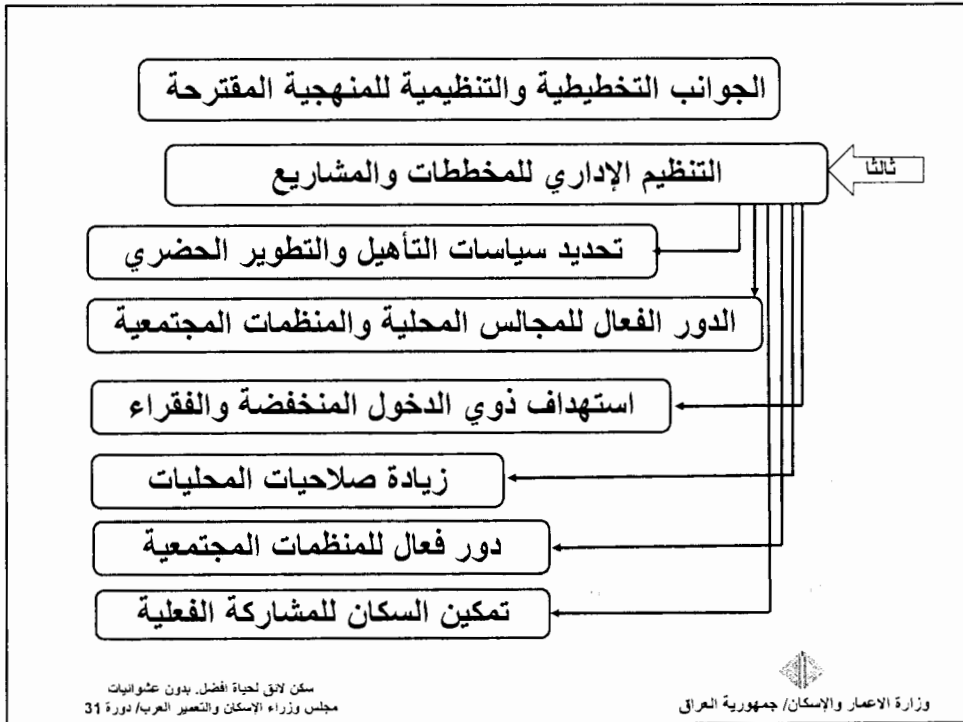 الجوانب التخطيطية والتنظيمية للمنهجية المقترحة
ثالثا
التنظيم الإداري للمخططات والمشاريع
تحديد سياسات التأهيل والتطوير الحضري
الدور الفعال للمجالس المحلية والمنظمات المجتمعية
استهداف ذوي الدخول المنخفضة والفقراء
زيادة صلاحيات المحليات
دور فعال للمنظمات المجتمعية
تمكين السكان للمشاركة الفعلية
وزارة الاعمار والإسكان/ جمهورية العراق
سكن لائق لحياة افضل. بدون عشوائيات
مجلس وزراء الإسكان والتعمير العرب/ دورة 31